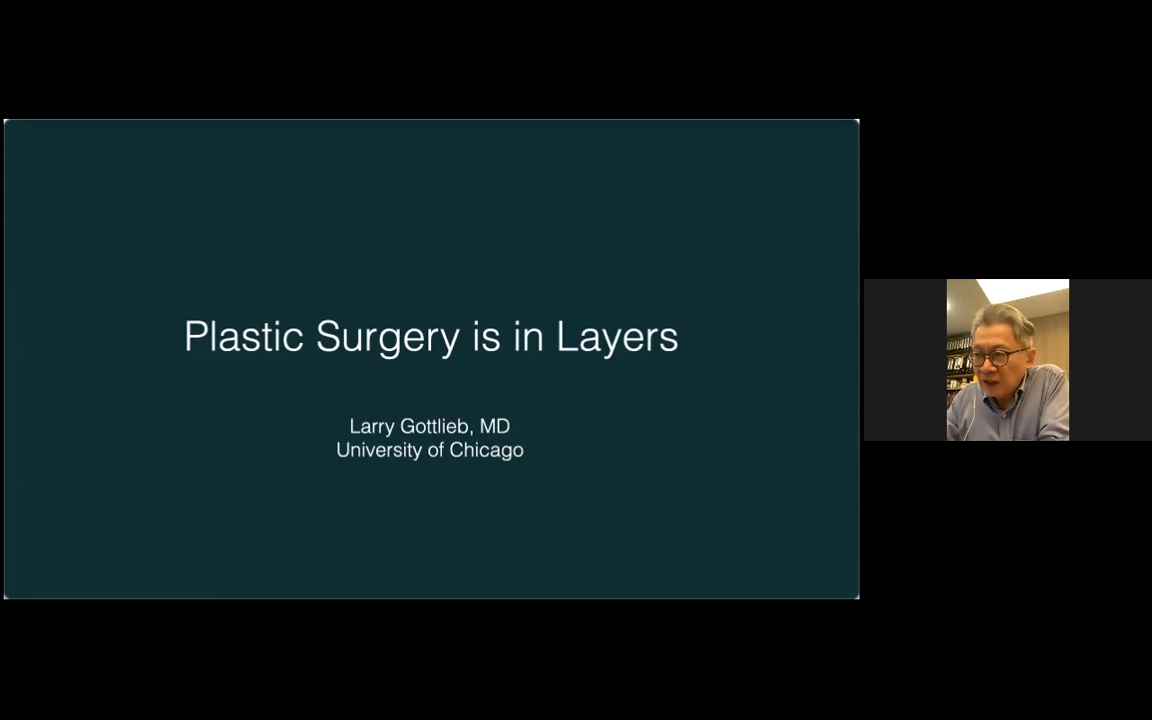 Plastic Surgery is in Layers
Larry Gottlieb, MD
University of Chicago